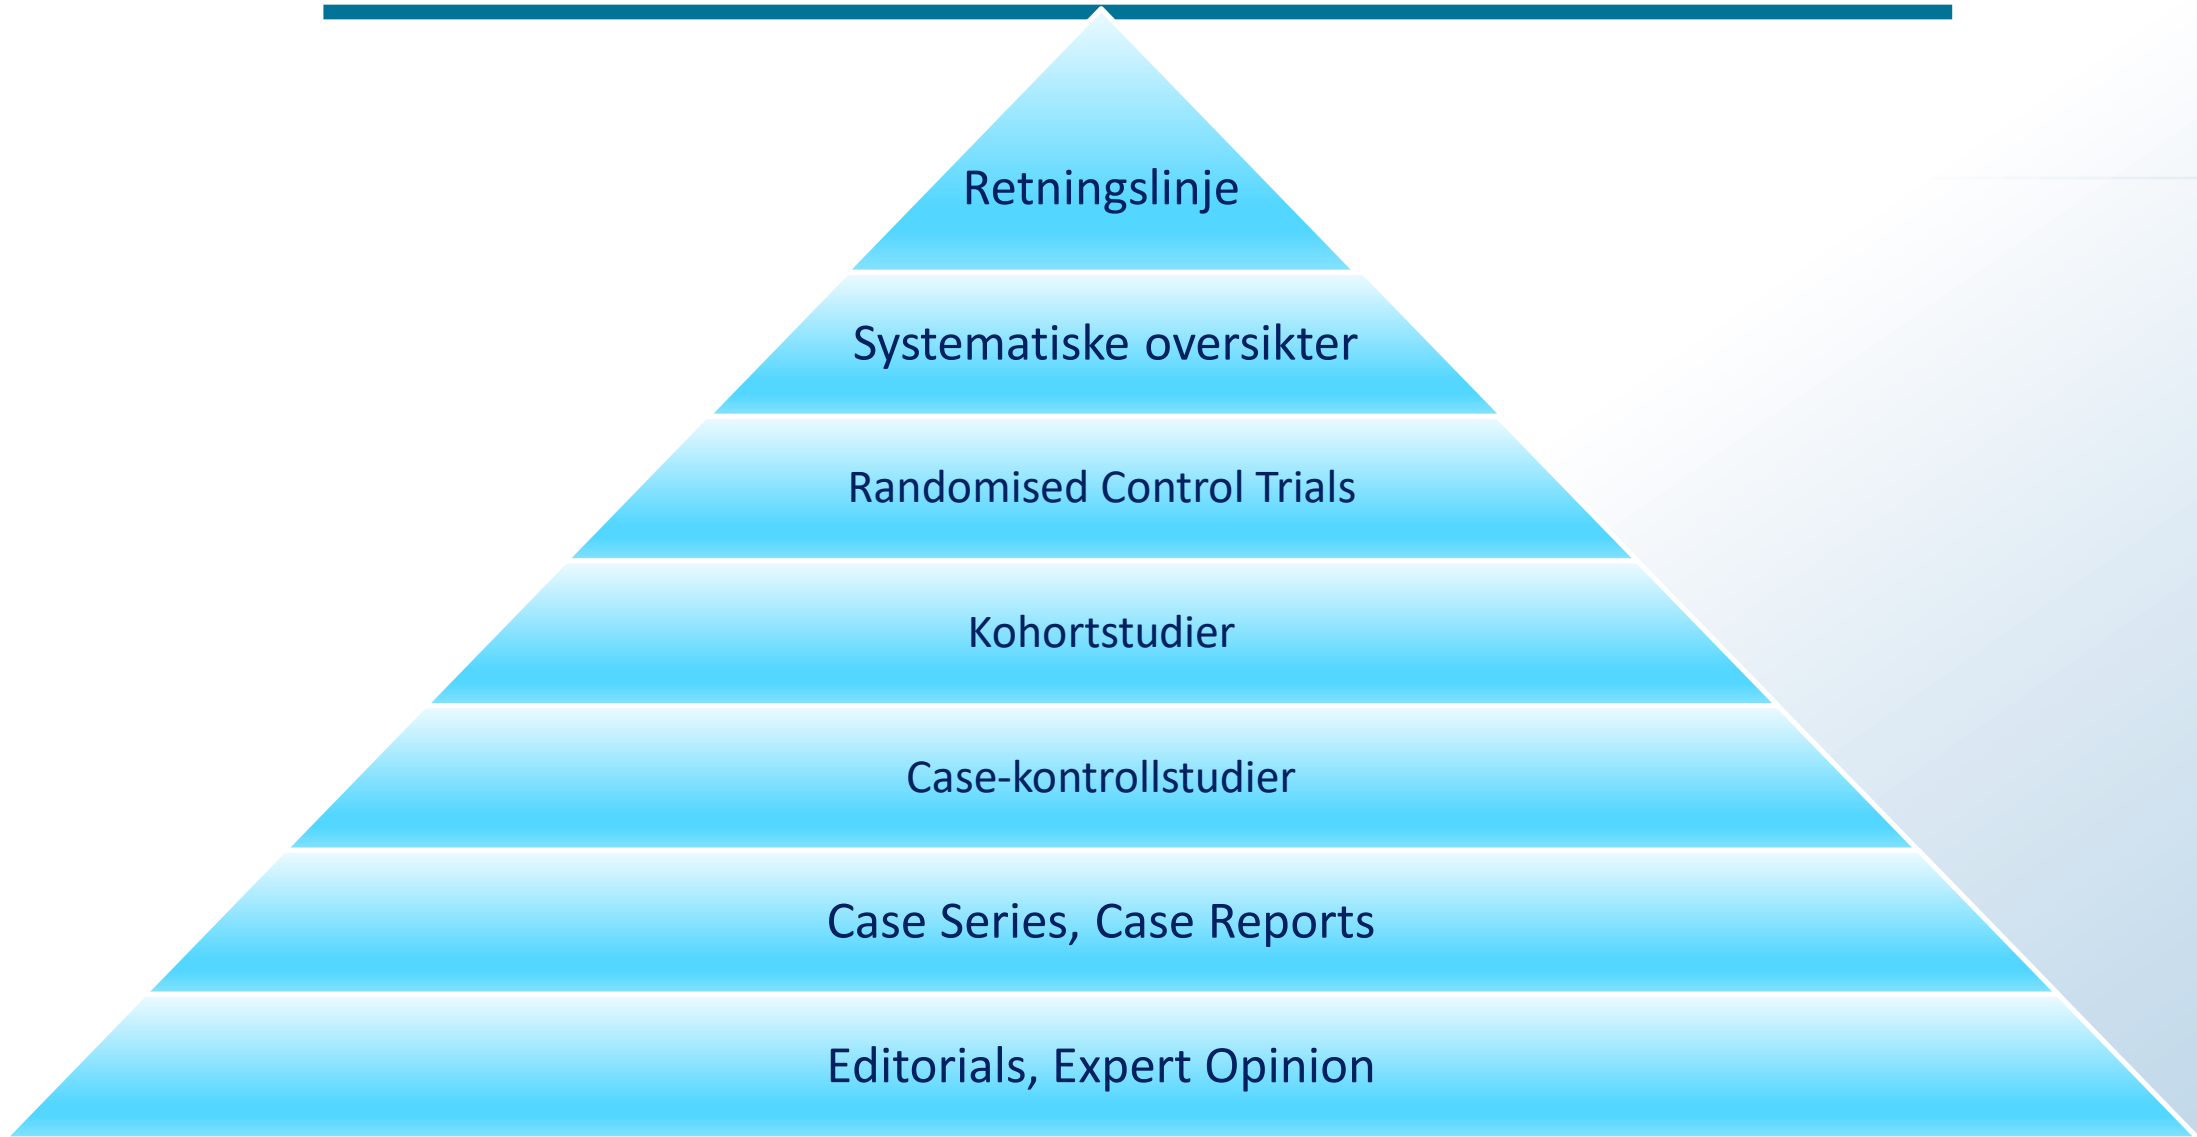 Retningslinje
Systematiske oversikter
Randomised Control Trials
Kohortstudier
Case-kontrollstudier
Case Series, Case Reports
Editorials, Expert Opinion